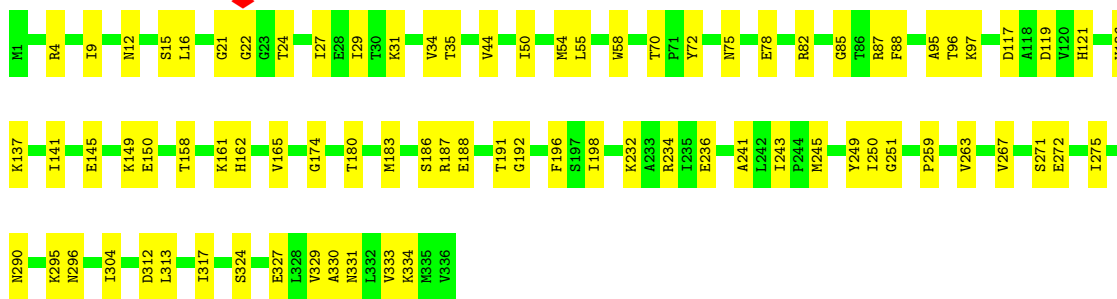 M1 R4 I9 N12 S15 L16 G21 G22 G23 T24 I27 E28 I29 T30 K31 V34 T35 V44 I50 M54 L55 W58 T70 P71 Y72 N75 E78 R82 G85 T86 R87 F88 A95 T96 K97 D117 A118 D119 V120 H121
K137 I141 E145 K149 E150 T158 K161 H162 V165 G174 T180 M183 S186 R187 E188 T191 G192 F196 S197 I198 K232 A233 R234 I235 E236 A241 L242 I243 P244 M245 Y249 I250 G251 P259 V263 V267 S271 E272 I275
N290 K295 N296 I304 D312 L313 I317 S324 E327 L328 V329 A330 N331 L332 V333 K334 M335 V336